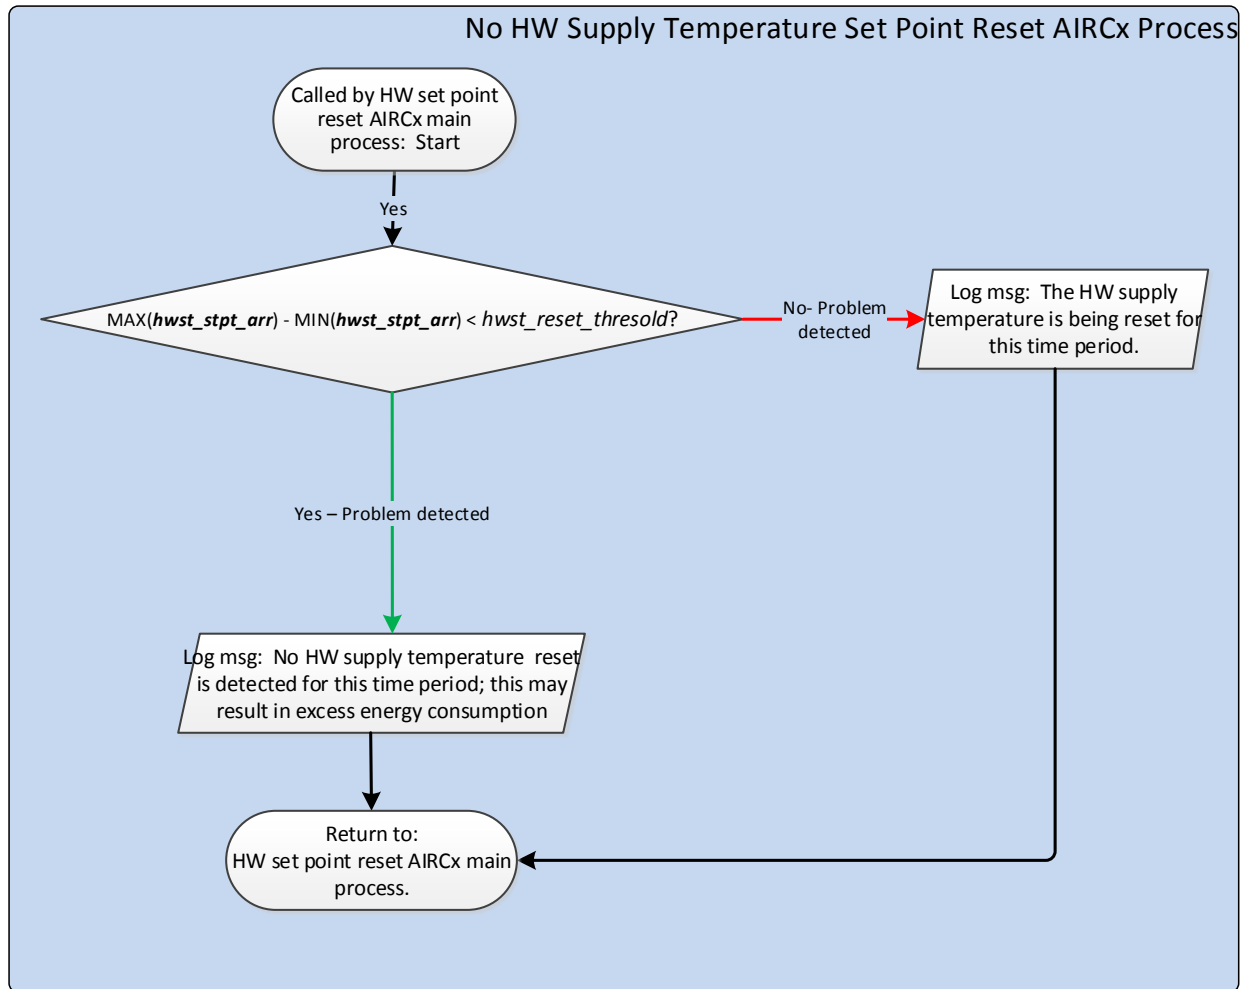 No HW Supply Temperature Set Point Reset AIRCx Process
Called by HW set point
reset AIRCx main
process:  Start
Yes
MAX(hwst_stpt_arr) - MIN(hwst_stpt_arr) < hwst_reset_thresold?
No- Problem
detected
Log msg:  The HW supply
temperature is being reset for
this time period.
Yes – Problem detected
Log msg:  No HW supply temperature  reset
is detected for this time period; this may
result in excess energy consumption
Return to:
HW set point reset AIRCx main
process.